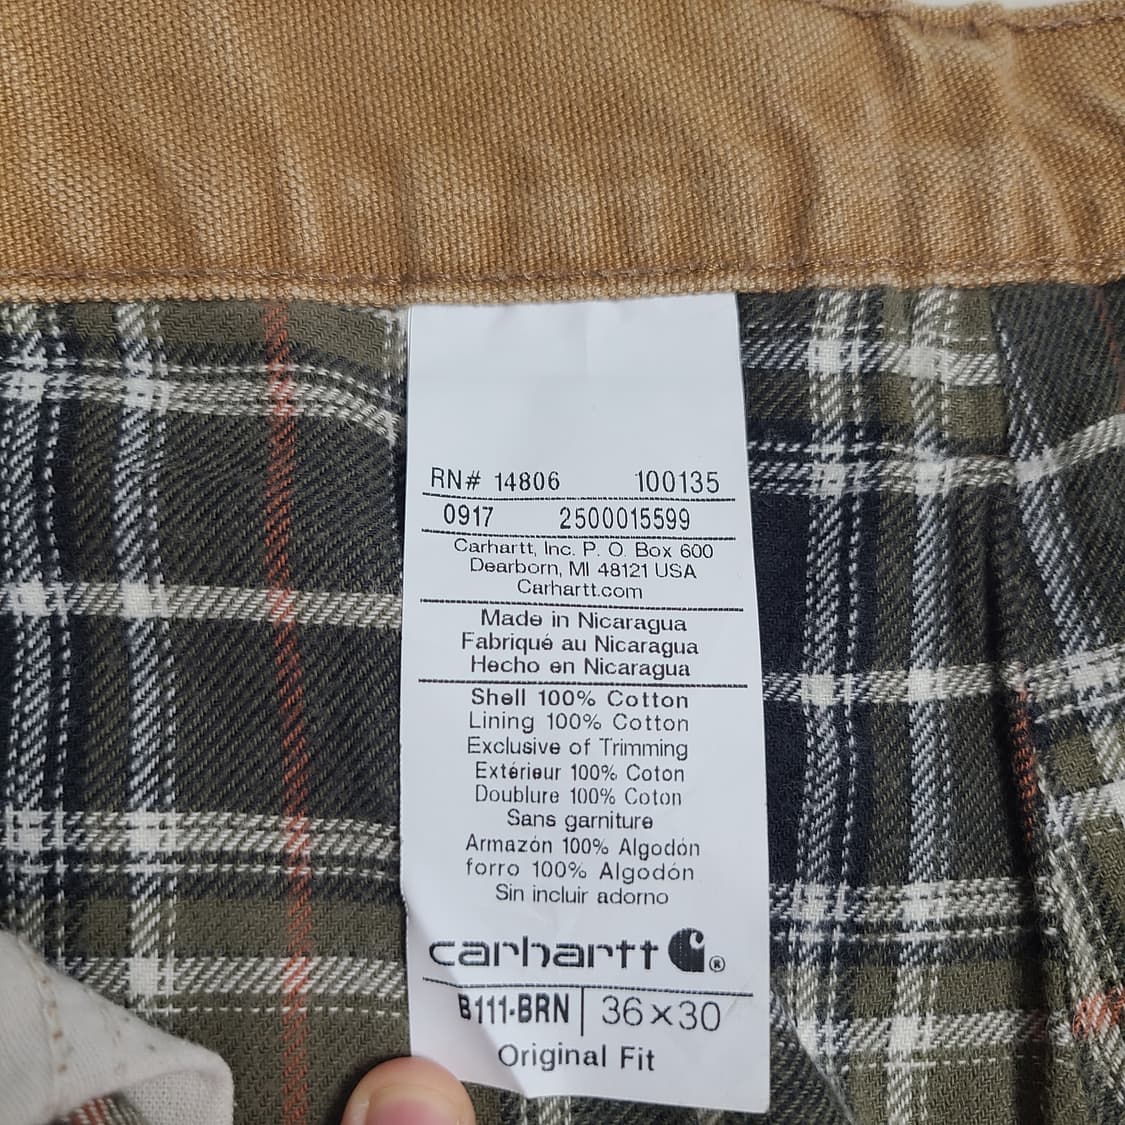 RN# 14806 100135
0917 2500015599
Carhartt, Inc. P. O. Box 600
Dearborn, MI 48121 USA
Carhartt.com
Made in Nicaragua
Fabriqué au Nicaragua
Hecho en Nicaragua
Shell 100% Cotton
Lining 100% Cotton
Exclusive of Trimming
Extérieur 100% Coton
Doublure 100% Coton
Sans garniture
Armazón 100% Algodón
forro 100% Algodón
Sin incluir adorno
carhartt ®
B111-BRN 36×30
Original Fit